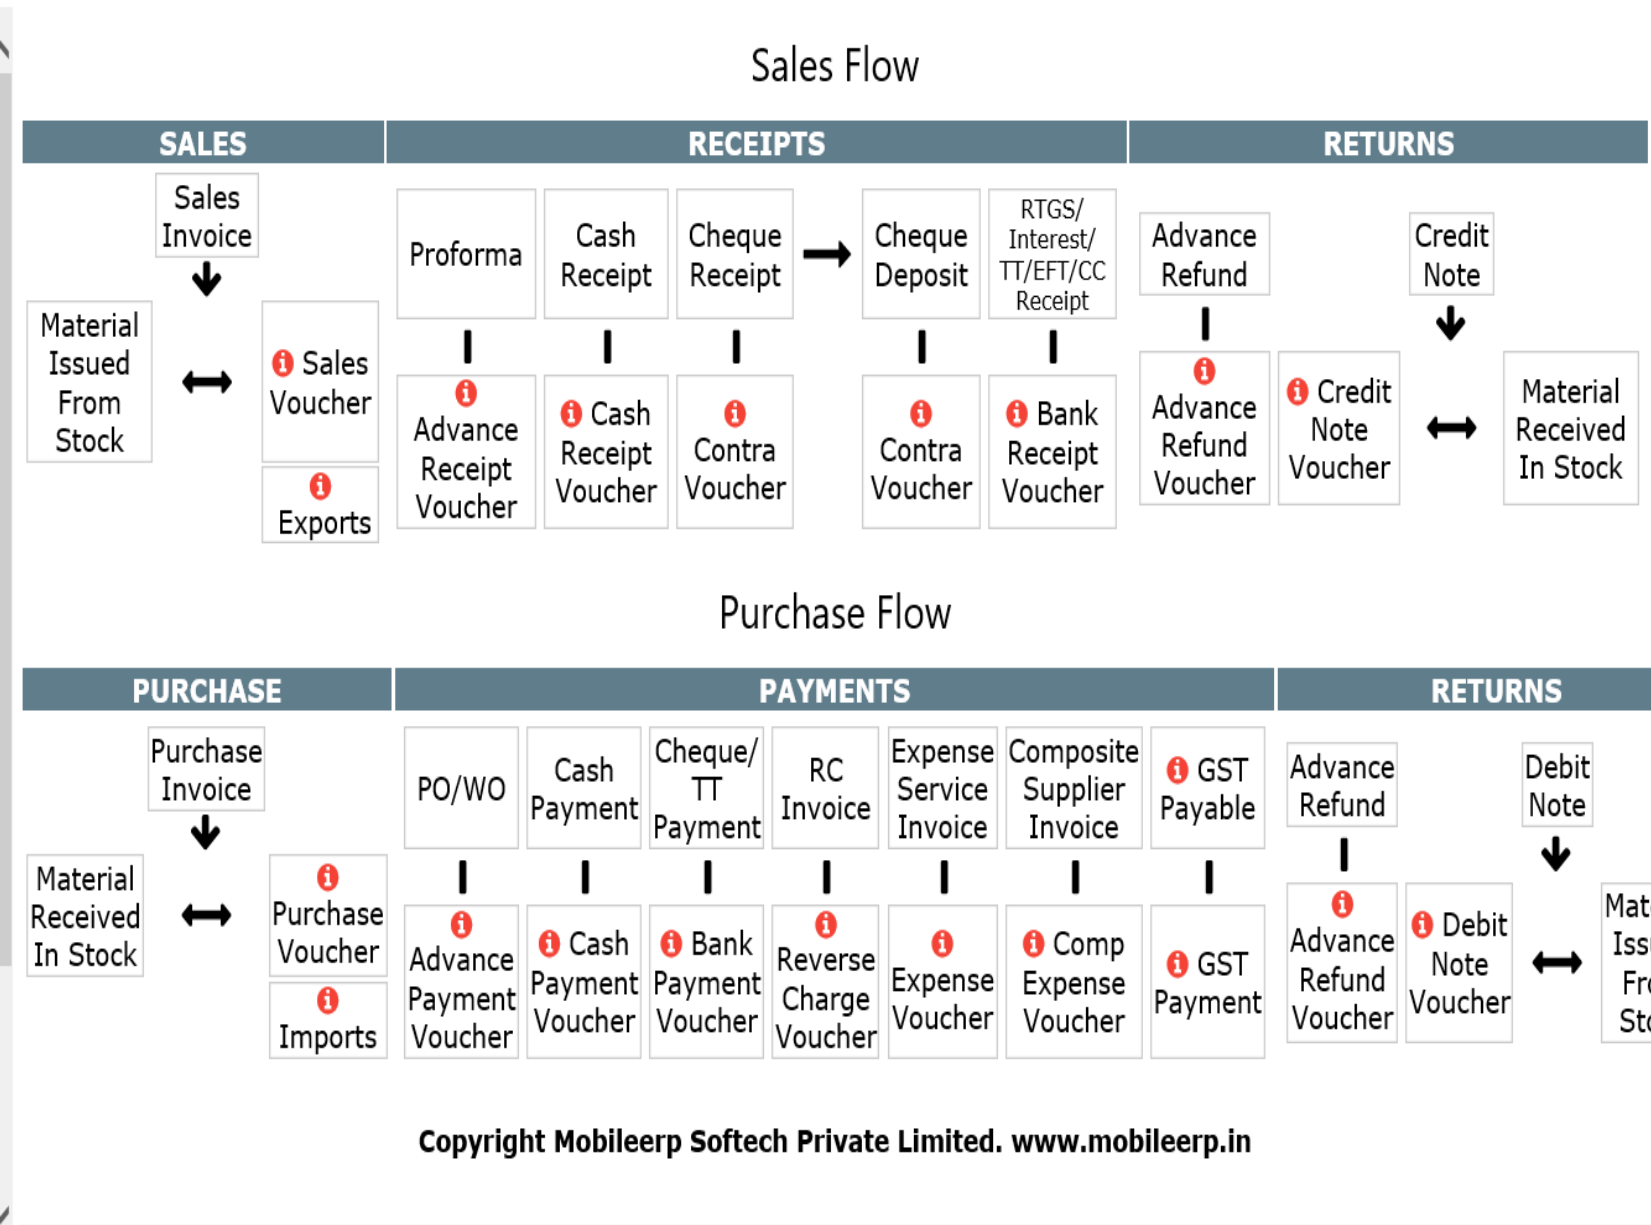 Sales Flow
SALES
RECEIPTS
RETURNS
Sales
Invoice
Material
Issued
From
Stock
Sales
Voucher
Exports
Proforma
Advance
Receipt
Voucher
Cash
Receipt
Cash
Receipt
Voucher
Cheque
Receipt
Contra
Voucher
Cheque
Deposit
Contra
Voucher
RTGS/
Interest/
TT/EFT/CC
Receipt
Bank
Receipt
Voucher
Advance
Refund
Advance
Refund
Voucher
Credit
Note
Credit
Note
Voucher
Material
Received
In Stock
Purchase Flow
PURCHASE
PAYMENTS
RETURNS
Purchase
Invoice
Material
Received
In Stock
Purchase
Voucher
Imports
PO/WO
Advance
Payment
Voucher
Cash
Payment
Cash
Payment
Voucher
Cheque/
TT
Payment
Bank
Payment
Voucher
RC
Invoice
Reverse
Charge
Voucher
Expense
Service
Invoice
Expense
Voucher
Composite
Supplier
Invoice
Comp
Expense
Voucher
GST
Payable
GST
Payment
Advance
Refund
Advance
Refund
Voucher
Debit
Note
Debit
Note
Voucher
Copyright Mobileerp Softech Private Limited. www.mobileerp.in